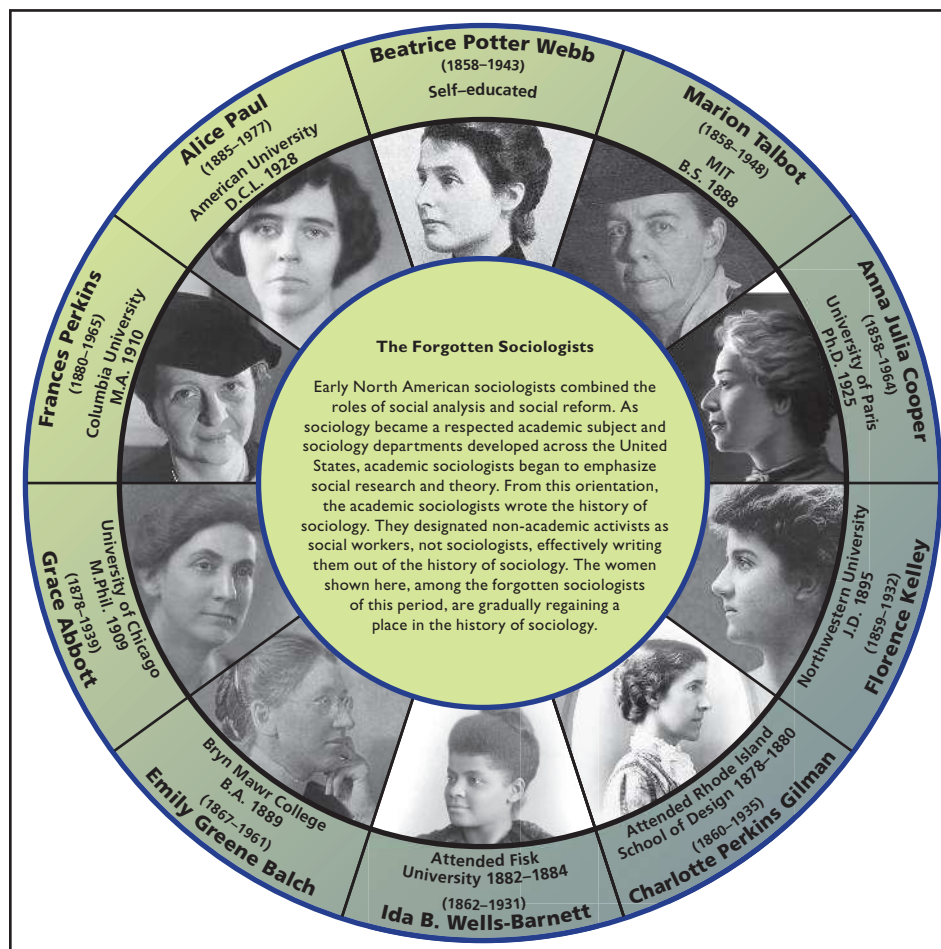 Beatrice Potter Webb
(1858–1943)
Self–educated
Marion Talbot
(1858–1948)
MIT
B.S. 1888
Anna Julia Cooper
(1858–1964)
University of Paris
Ph.D. 1925
Florence Kelley
(1859–1932)
Northwestern University
J.D. 1895
Attended Rhode Island
School of Design 1878–1880
(1860–1935)
Charlotte Perkins Gilman
Attended Fisk
University 1882–1884
(1862–1931)
Ida B. Wells-Barnett
Bryn Mawr College
B.A. 1889
(1867–1961)
Emily Greene Balch
University of Chicago
M.Phil. 1909
(1878–1939)
Grace Abbott
Frances Perkins
(1880–1965)
Columbia University
M.A. 1910
Alice Paul
(1885–1977)
American University
D.C.L. 1928
The Forgotten Sociologists
Early North American sociologists combined the
roles of social analysis and social reform. As
sociology became a respected academic subject and
sociology departments developed across the United
States, academic sociologists began to emphasize
social research and theory. From this orientation,
the academic sociologists wrote the history of
sociology. They designated non-academic activists as
social workers, not sociologists, effectively writing
them out of the history of sociology. The women
shown here, among the forgotten sociologists
of this period, are gradually regaining a
place in the history of sociology.